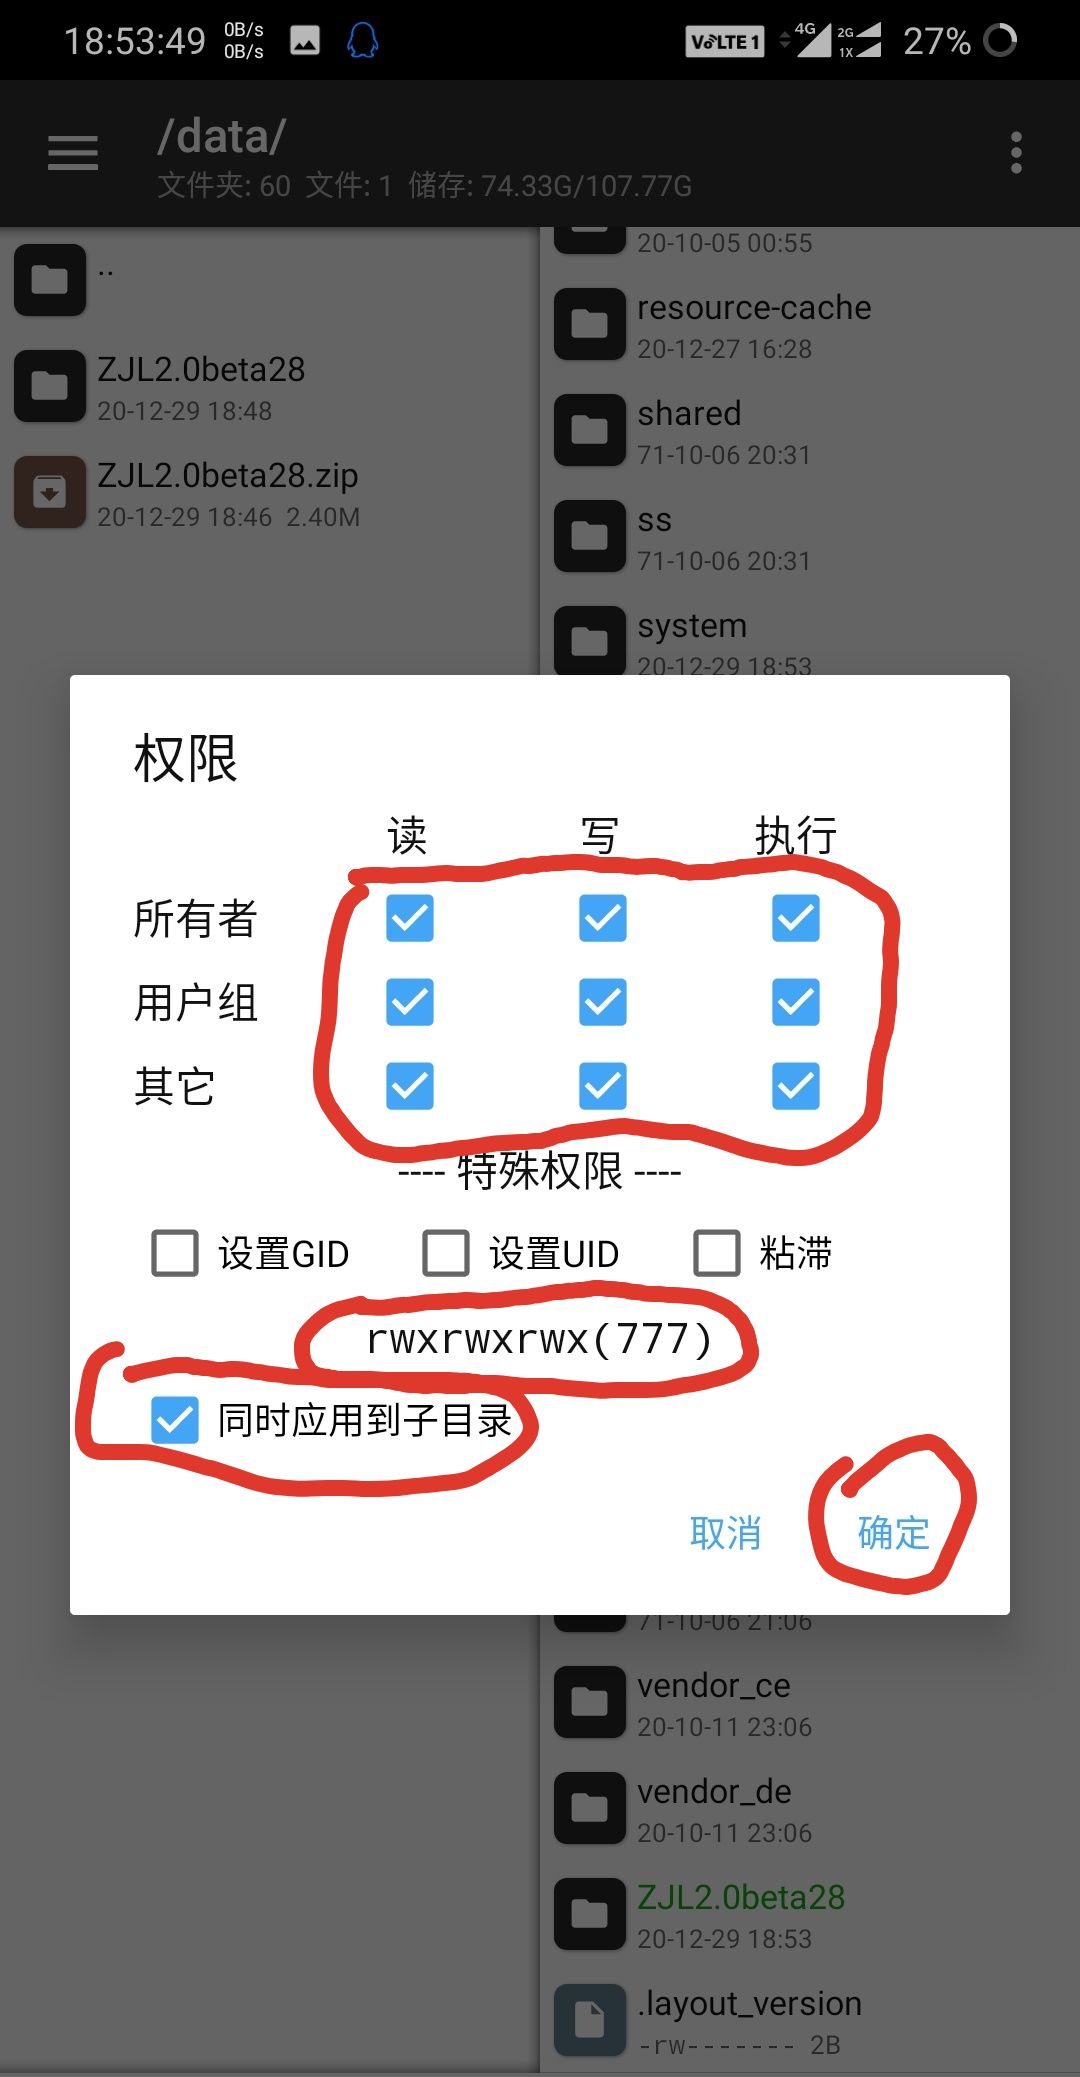 18:53:49 0B/s 0B/s VoLTE 1 4G 2G 1X 27%
/data/
文件夹: 60 文件: 1 储存: 74.33G/107.77G
..
ZJL2.0beta28
20-12-29 18:48
ZJL2.0beta28.zip
20-12-29 18:46 2.40M
20-10-05 00:55
resource-cache
20-12-27 16:28
shared
71-10-06 20:31
ss
71-10-06 20:31
system
20-12-29 18:53
权限
读 写 执行
所有者
用户组
其它
---- 特殊权限 ----
设置GID 设置UID 粘滞
rwxrwxrwx(777)
同时应用到子目录
取消 确定
71-10-06 21:06
vendor_ce
20-10-11 23:06
vendor_de
20-10-11 23:06
ZJL2.0beta28
20-12-29 18:53
.layout_version
-rw------- 2B